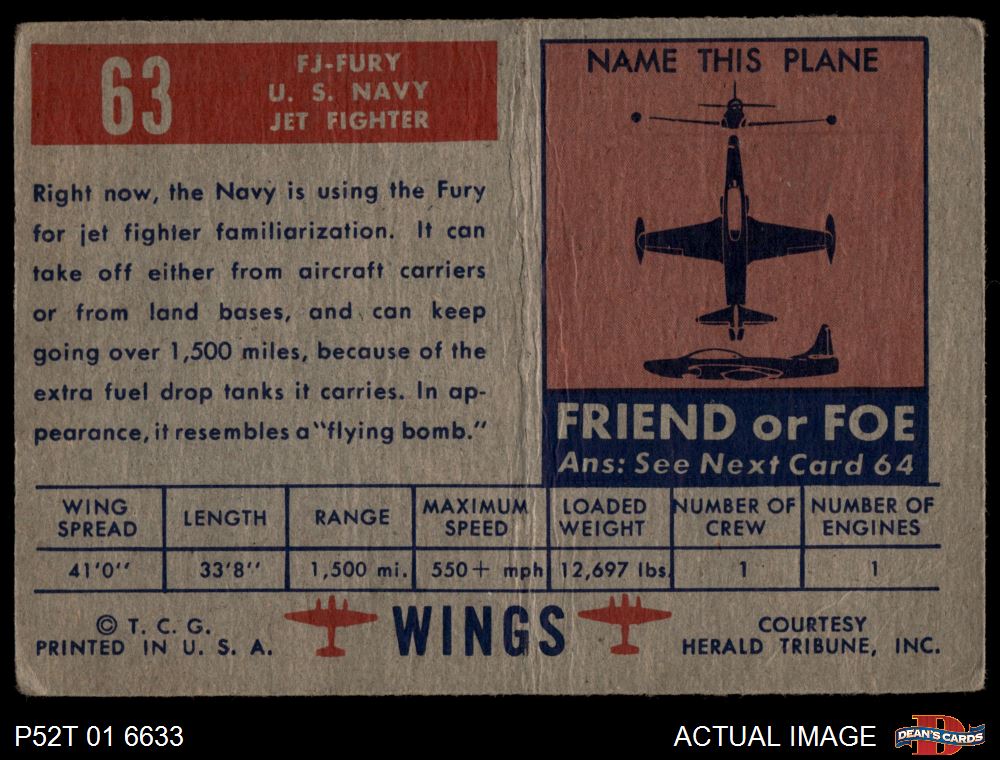 63
FJ-FURY
U. S. NAVY
JET FIGHTER
Right now, the Navy is using the Fury
for jet fighter familiarization. It can
take off either from aircraft carriers
or from land bases, and can keep
going over 1,500 miles, because of the
extra fuel drop tanks it carries. In ap-
pearance, it resembles a "flying bomb."
NAME THIS PLANE
FRIEND or FOE
Ans: See Next Card 64
WING SPREAD LENGTH RANGE MAXIMUM SPEED LOADED WEIGHT NUMBER OF CREW NUMBER OF ENGINES
41'0" 33'8" 1,500 mi. 550+ mph 12,697 lbs. 1 1
© T. C. G.
PRINTED IN U. S. A.
WINGS
COURTESY
HERALD TRIBUNE, INC.
P52T 01 6633
ACTUAL IMAGE
D
DEAN'S CARDS